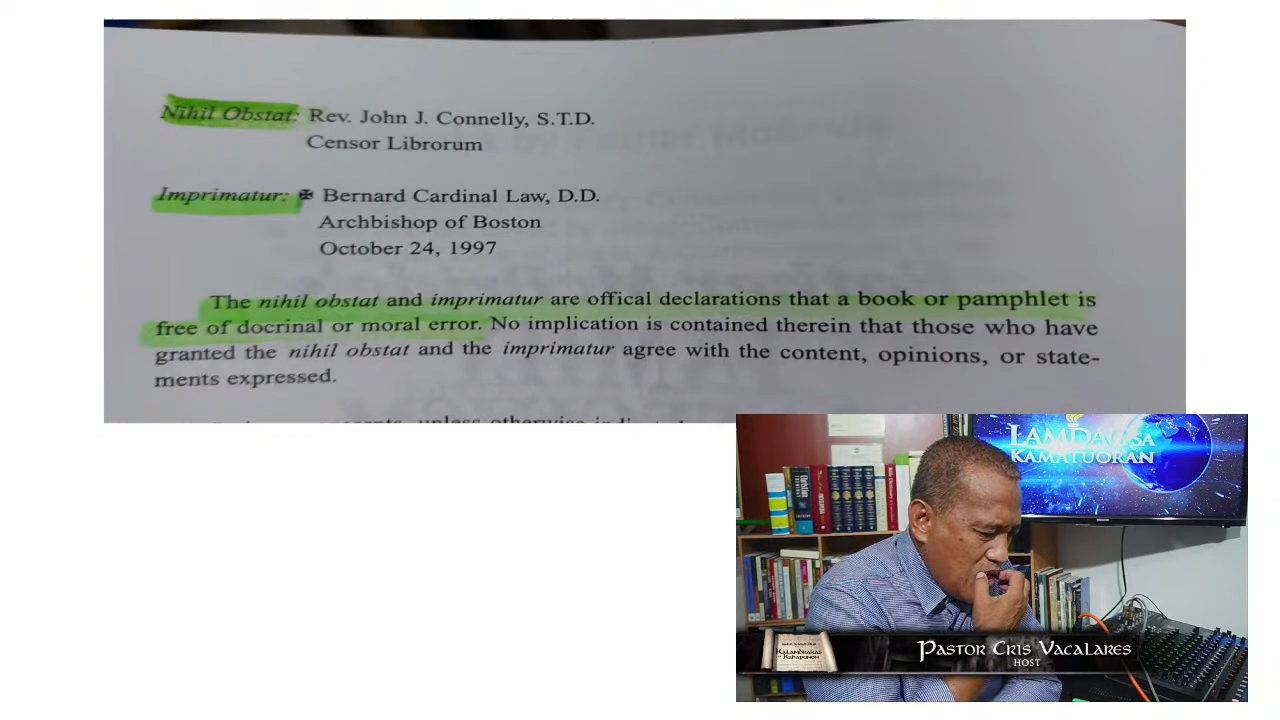 Nihil Obstat: Rev. John J. Connelly, S.T.D.
Censor Librorum
Imprimatur: ✠ Bernard Cardinal Law, D.D.
Archbishop of Boston
October 24, 1997
The nihil obstat and imprimatur are offical declarations that a book or pamphlet is
free of docrinal or moral error. No implication is contained therein that those who have
granted the nihil obstat and the imprimatur agree with the content, opinions, or state-
ments expressed.
LAMDAG SA
KAMATUORAN
PASTOR CRIS VACALARES
HOST